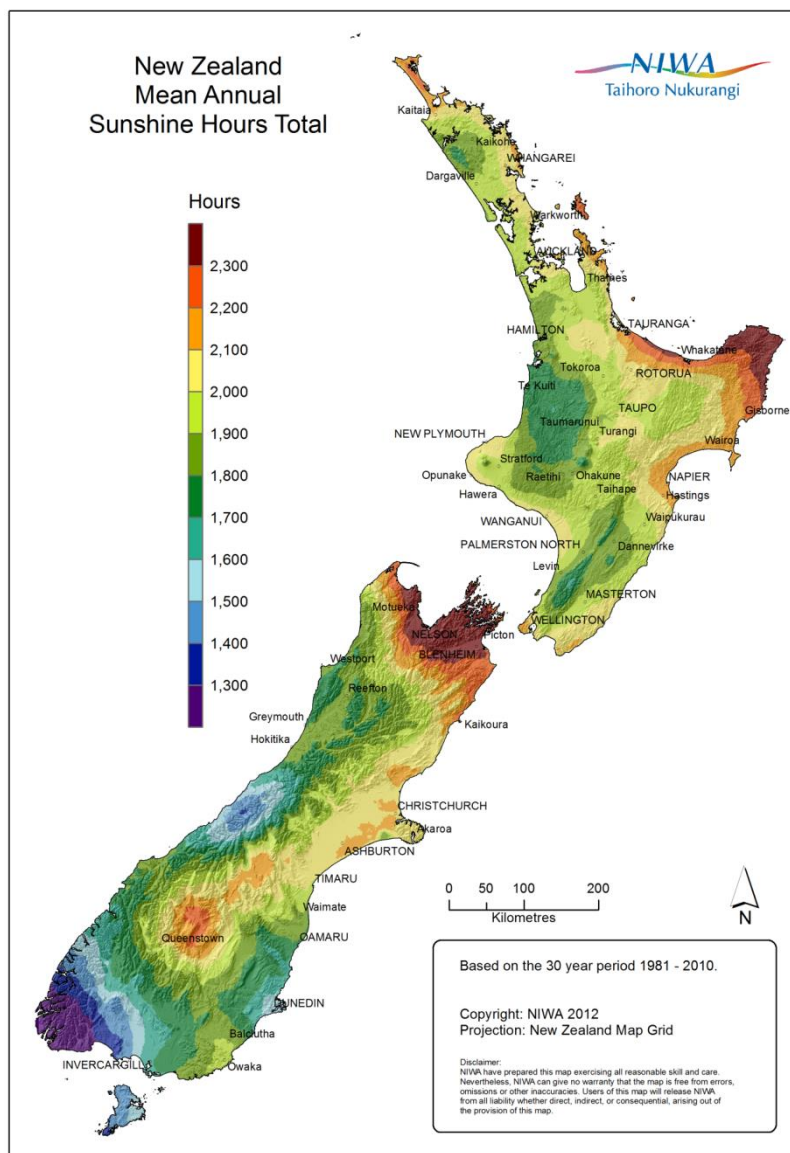 New Zealand
Mean Annual
Sunshine Hours Total
NIWA
Taihoro Nukurangi
Hours
2,300
2,200
2,100
2,000
1,900
1,800
1,700
1,600
1,500
1,400
1,300
Kaitaia
Kaikohe
WHANGAREI
Dargaville
Warkworth
AUCKLAND
Thames
TAURANGA
HAMILTON
Whakatane
Tokoroa
ROTORUA
Te Kuiti
TAUPO
Gisborne
Taumarunui
Turangi
NEW PLYMOUTH
Wairoa
Stratford
Opunake
Raetihi
Ohakune
NAPIER
Taihape
Hawera
Hastings
WANGANUI
Waipukurau
PALMERSTON NORTH
Dannevirke
Levin
MASTERTON
WELLINGTON
Motueka
NELSON
Picton
BLENHEIM
Westport
Reefton
Greymouth
Kaikoura
Hokitika
CHRISTCHURCH
Akaroa
ASHBURTON
TIMARU
Waimate
Queenstown
OAMARU
DUNEDIN
Balclutha
INVERCARGILL
Owaka
0 50 100 200
Kilometres
N
Based on the 30 year period 1981 - 2010.
Copyright: NIWA 2012
Projection: New Zealand Map Grid
Disclaimer:
NIWA have prepared this map exercising all reasonable skill and care.
Nevertheless, NIWA can give no warranty that the map is free from errors,
omissions or other inaccuracies. Users of this map will release NIWA
from all liability whether direct, indirect, or consequential, arising out of
the provision of this map.